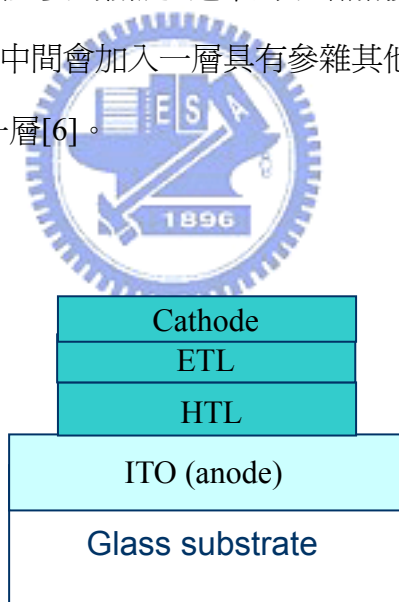 中間會加入一層具有參雜其他
層[6]。
E S A
1896
Cathode
ETL
HTL
ITO (anode)
Glass substrate